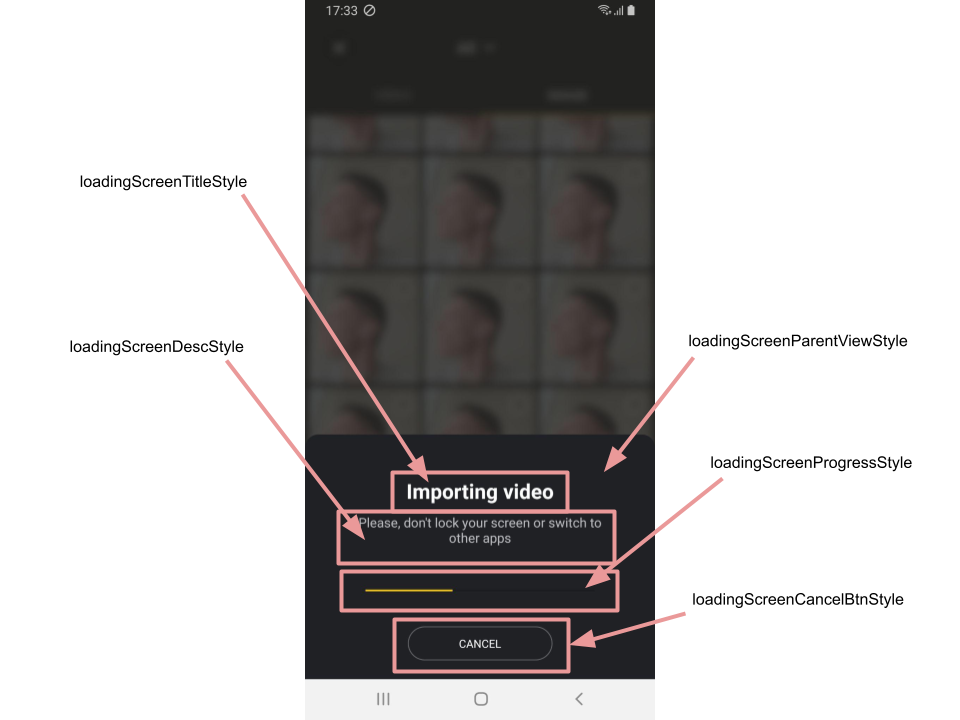 17:33
loadingScreenTitleStyle
loadingScreenDescStyle
loadingScreenParentViewStyle
loadingScreenProgressStyle
Importing video
Please, don't lock your screen or switch to
other apps
loadingScreenCancelBtnStyle
CANCEL